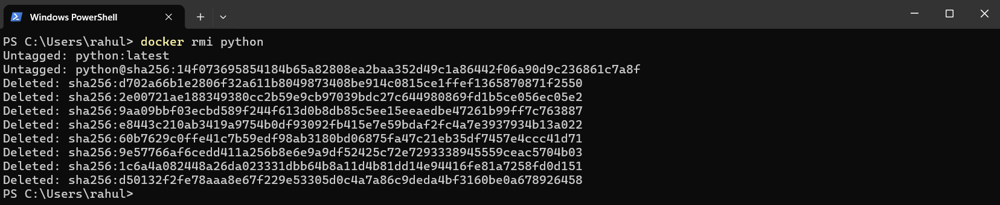 Windows PowerShell
PS C:\Users\rahul> docker rmi python
Untagged: python:latest
Untagged: python@sha256:14f073695854184b65a82808ea2baa352d49c1a86442f06a90d9c236861c7a8f
Deleted: sha256:d702a66b1e2806f32a611b8049873408be914c0815ce1ffef1365870871f2550
Deleted: sha256:2e00721ae188349380cc2b59e9cb97039bdc27c644980869fd1b5ce056ec05e2
Deleted: sha256:9aa09bbf03ecbd589f244f613d0b8db85c5ee15eeaedbe47261b99ff7c763887
Deleted: sha256:e8443c210ab3419a9754b0df93092fb415e7e59bdaf2fc4a7e3937934b13a022
Deleted: sha256:60b7629c0ffe41c7b59edf98ab3180bd06875fa47c21eb35df7457e4ccc41d71
Deleted: sha256:9e57766af6cedd411a256b8e6e9a9df52425c72e7293338945559ceac5704b03
Deleted: sha256:1c6a4a082448a26da023331dbb64b8a11d4b81dd14e94416fe81a7258fd0d151
Deleted: sha256:d50132f2fe78aaa8e67f229e53305d0c4a7a86c9deda4bf3160be0a678926458
PS C:\Users\rahul>